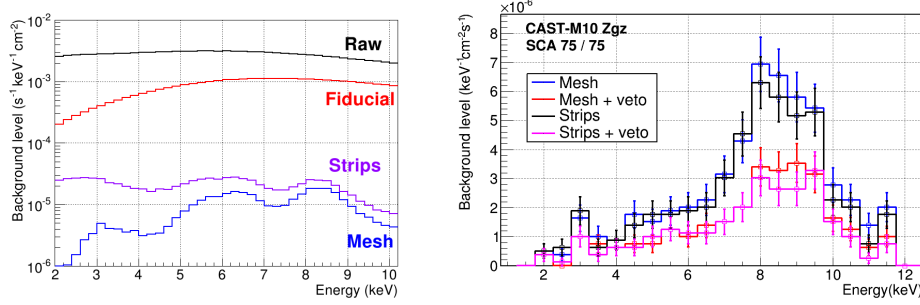 Background level (s⁻¹ keV⁻¹ cm⁻²)
10⁻²
10⁻³
10⁻⁴
10⁻⁵
10⁻⁶
Raw
Fiducial
Strips
Mesh
2 3 4 5 6 7 8 9 10
Energy (keV)
×10⁻⁶
Background level (keV⁻¹cm⁻²s⁻¹)
8
7
6
5
4
3
2
1
0
CAST-M10 Zgz
SCA 75 / 75
Mesh
Mesh + veto
Strips
Strips + veto
2 4 6 8 10 12
Energy(keV)